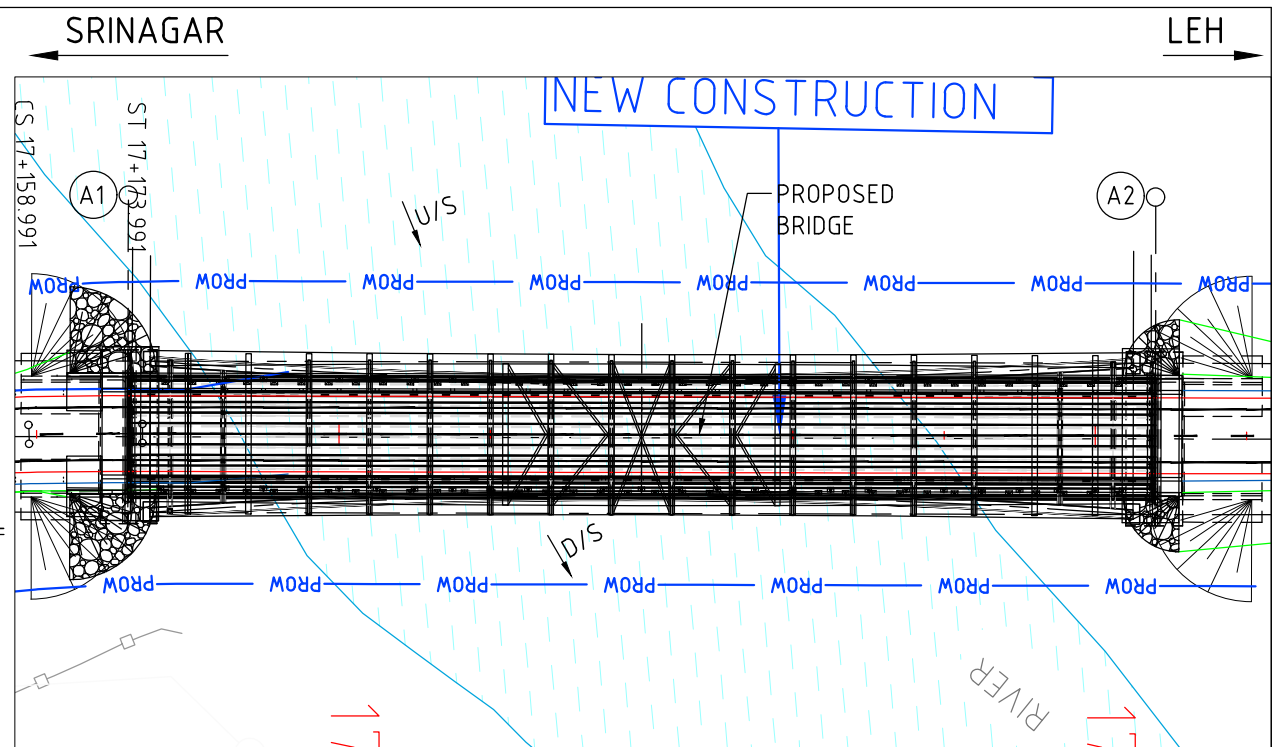 SRINAGAR
LEH
NEW CONSTRUCTION
CS 17+158.991
ST 17+173.991
A1
A2
U/S
PROPOSED
BRIDGE
PROW PROW PROW PROW PROW PROW PROW PROW
D/S
PROW PROW PROW PROW PROW PROW PROW
RIVER